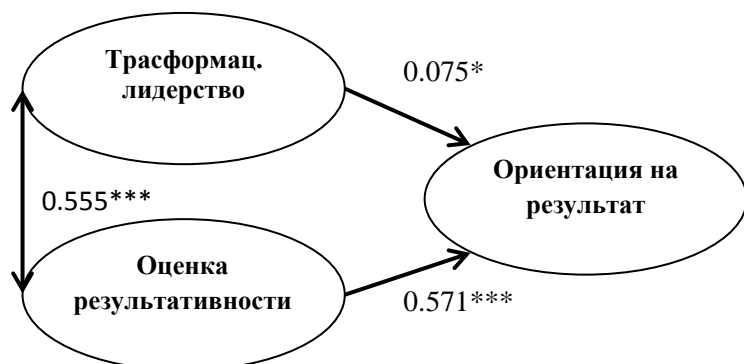 Трасформац.
лидерство
0.075*
Ориентация на
результат
0.555***
Оценка
результативности
0.571***